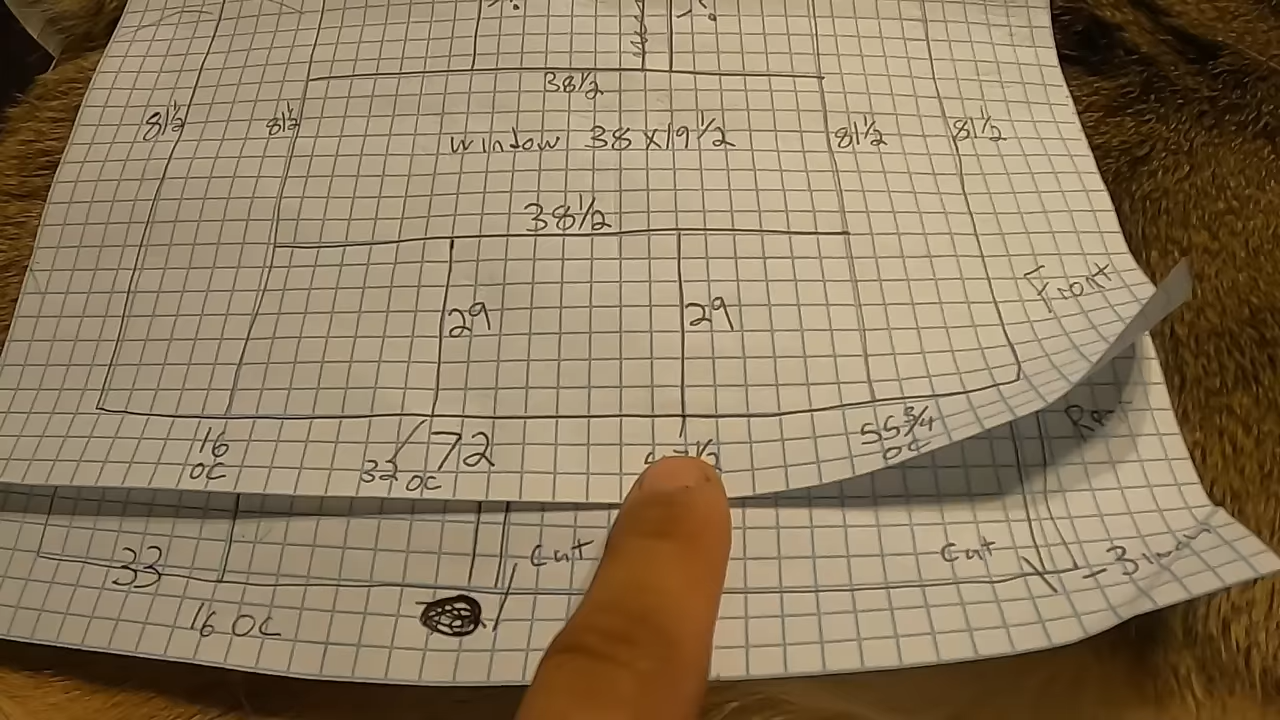 38½
81½ 81½ window 38 x 19½ 81½ 81½
38½
Front
29 29
16 OC
32 OC
72
55¾ OC
Cut Cut
33
16 OC